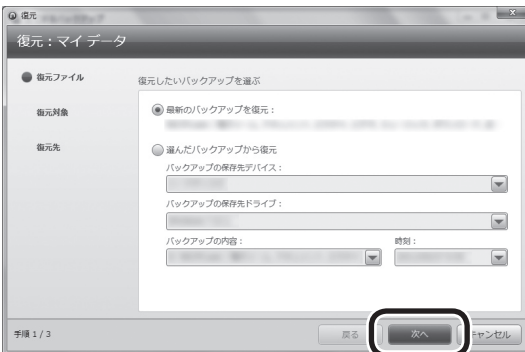 復元
復元：マイ データ
復元ファイル
復元対象
復元先
復元したいバックアップを選ぶ
最新のバックアップを復元：
選んだバックアップから復元
バックアップの保存先デバイス：
バックアップの保存先ドライブ：
バックアップの内容：
時刻：
手順 1 / 3
戻る
次へ
キャンセル